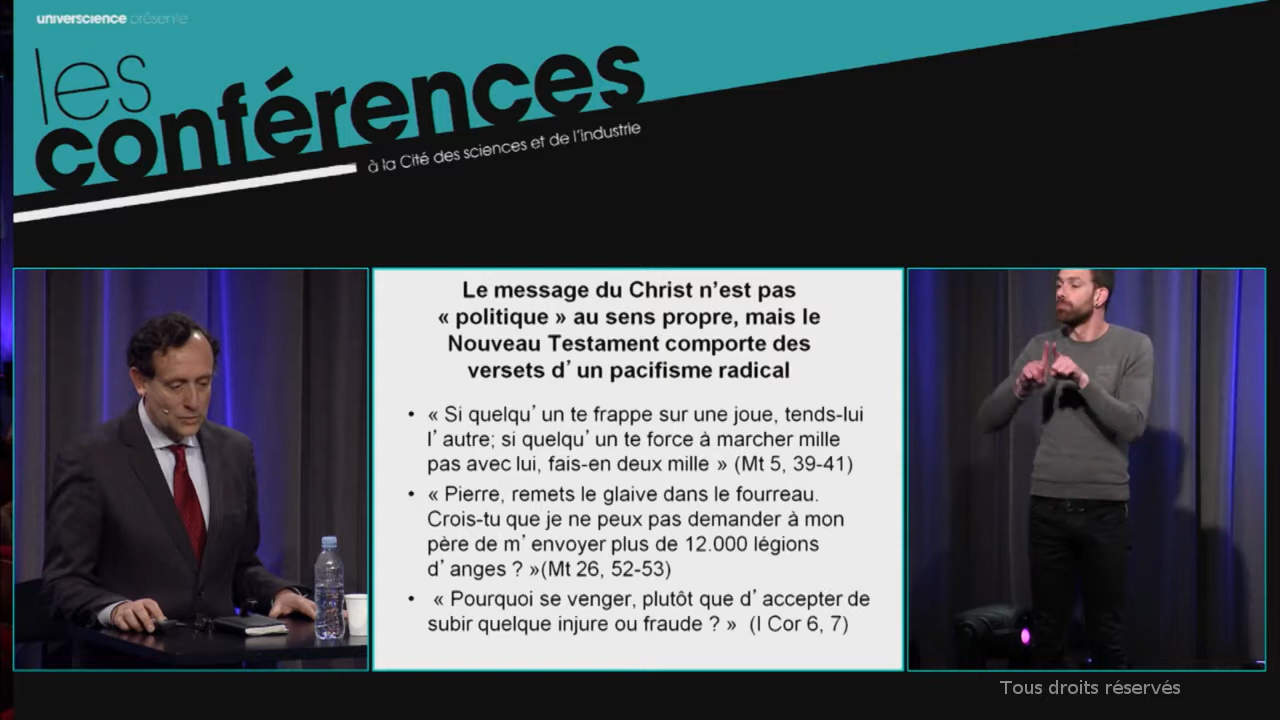 universcience présente
les
conférences
à la Cité des sciences et de l'industrie
Le message du Christ n'est pas
« politique » au sens propre, mais le
Nouveau Testament comporte des
versets d'un pacifisme radical
• « Si quelqu'un te frappe sur une joue, tends-lui
l'autre; si quelqu'un te force à marcher mille
pas avec lui, fais-en deux mille » (Mt 5, 39-41)
• « Pierre, remets le glaive dans le fourreau.
Crois-tu que je ne peux pas demander à mon
père de m'envoyer plus de 12.000 légions
d'anges ? »(Mt 26, 52-53)
• « Pourquoi se venger, plutôt que d'accepter de
subir quelque injure ou fraude ? » (I Cor 6, 7)
Tous droits réservés